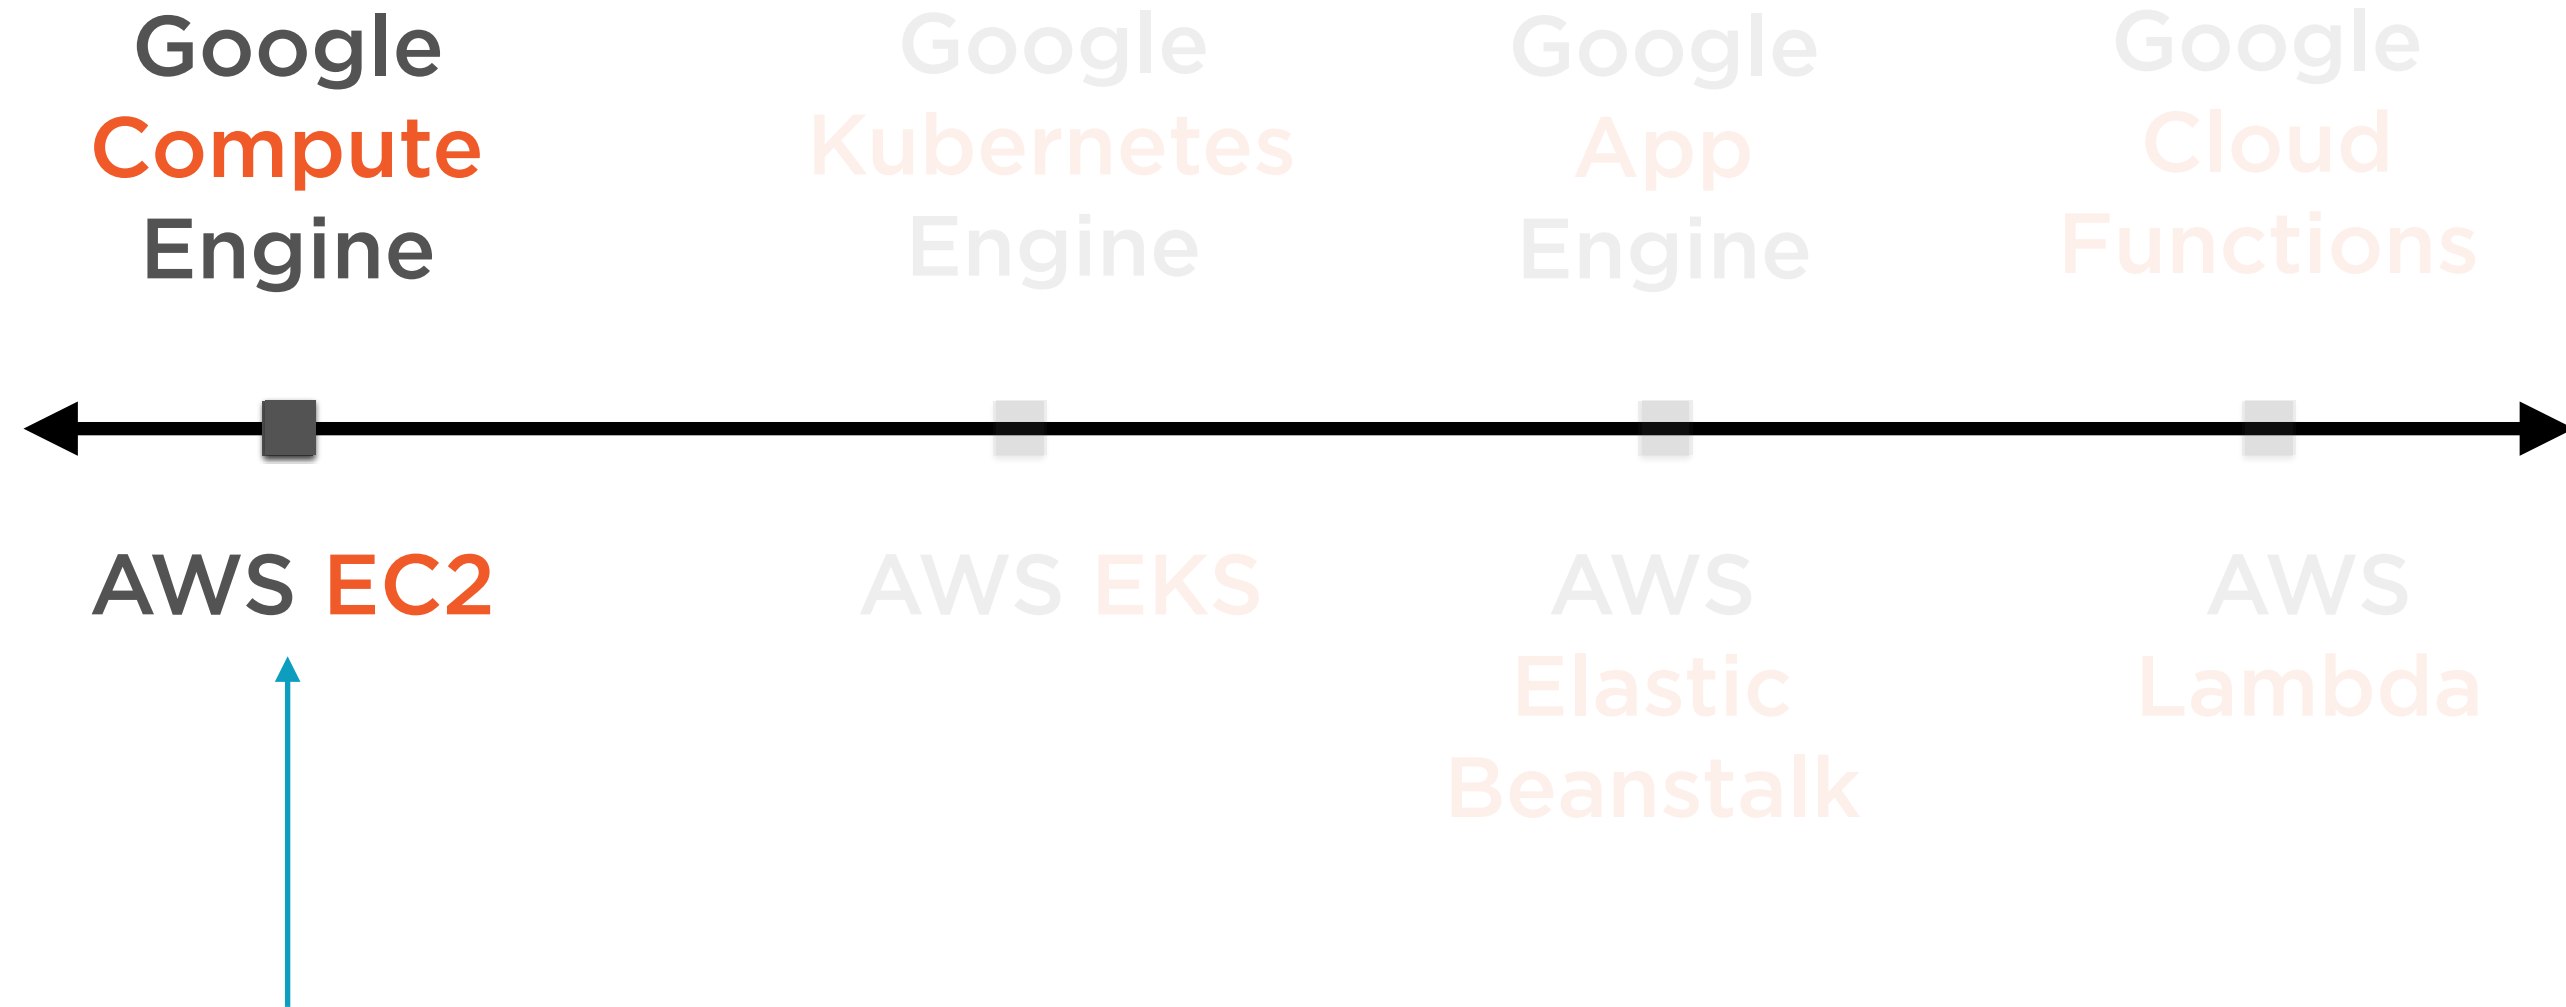 Google
Compute
Engine
Google
Kubernetes
Engine
Google
App
Engine
Google
Cloud
Functions
AWS EC2
AWS EKS
AWS
Elastic
Beanstalk
AWS
Lambda